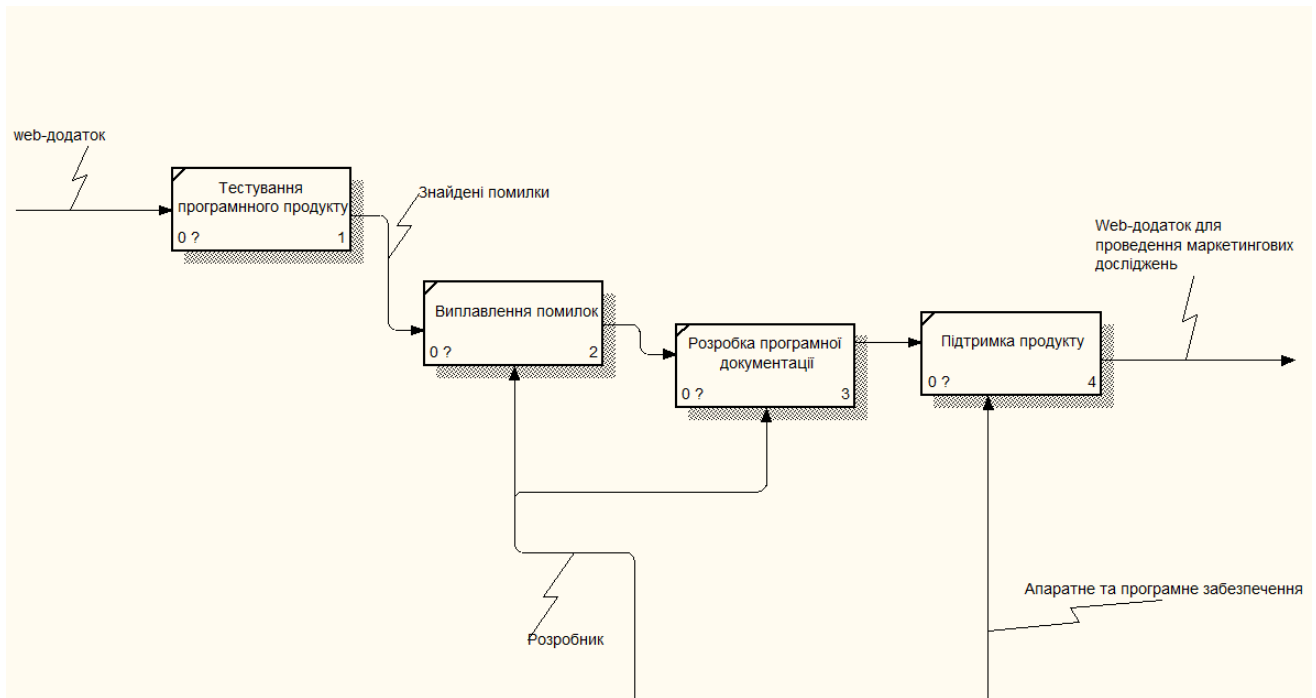 web-додаток
Тестування
програмнного продукту
0 ?
1
Знайдені помилки
Виплавлення помилок
0 ?
2
Розробка програмної
документації
0 ?
3
Підтримка продукту
0 ?
4
Web-додаток для
проведення маркетингових
досліджень
Розробник
Апаратне та програмне забезпечення